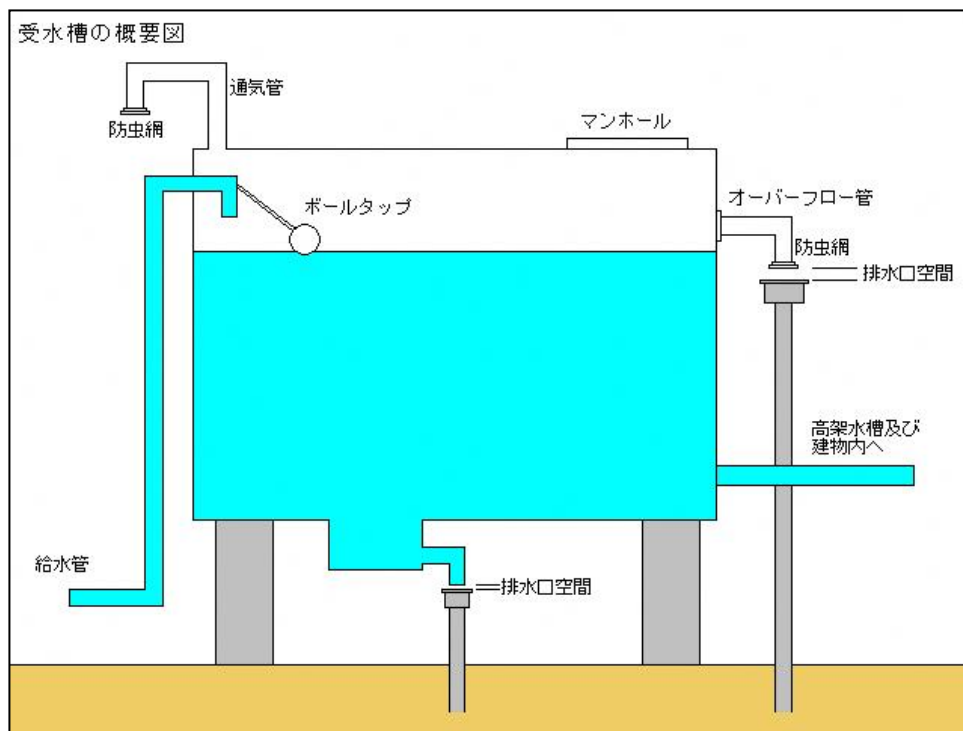 受水槽の概要図
通気管
防虫網
マンホール
ボールタップ
オーバーフロー管
防虫網
排水口空間
高架水槽及び
建物内へ
給水管
排水口空間